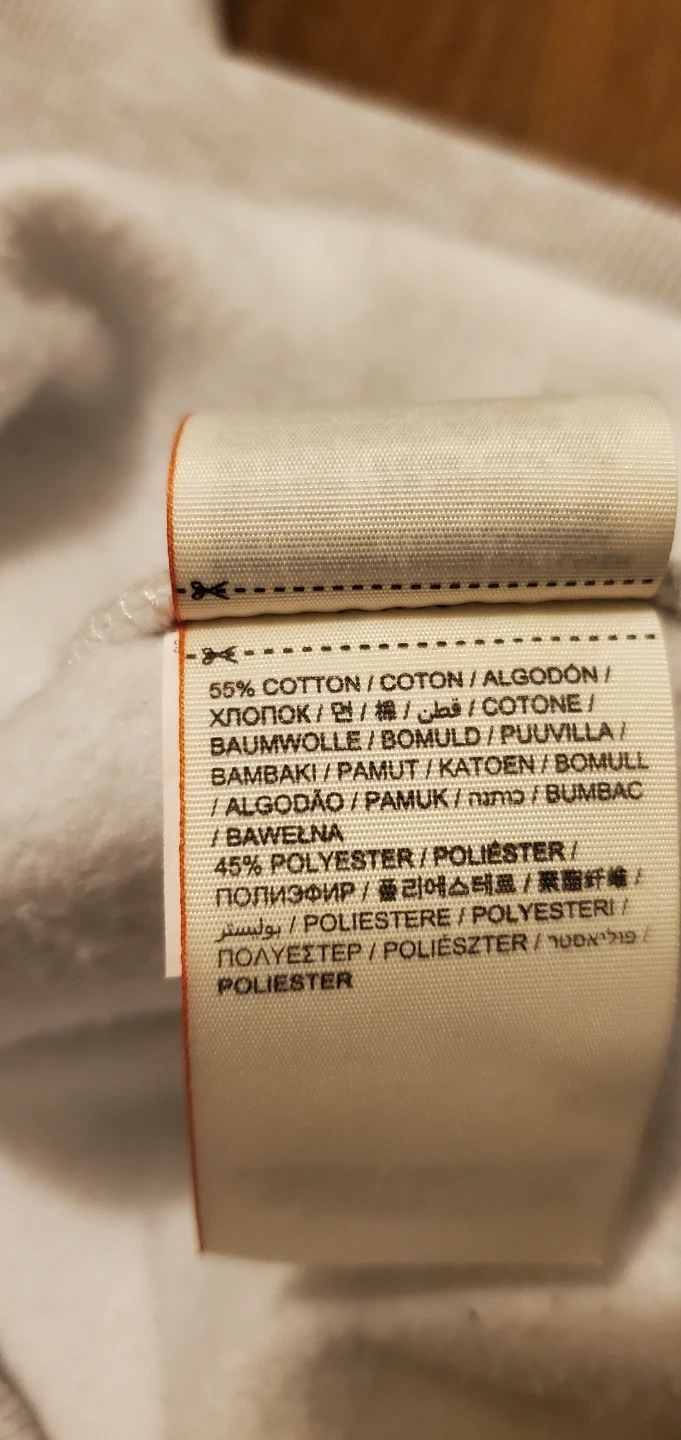 55% COTTON / COTON / ALGODÓN /
ХЛОПОК / 면 / 棉 / قطن / COTONE /
BAUMWOLLE / BOMULD / PUUVILLA /
BAMBAKI / PAMUT / KATOEN / BOMULL
/ ALGODÃO / PAMUK / כותנה / BUMBAC
/ BAWEŁNA
45% POLYESTER / POLIÉSTER /
ПОЛИЭФИР / 폴리에스테르 / 聚酯纤维 /
بوليستر / POLIESTERE / POLYESTERI /
ΠΟΛΥΕΣΤΕΡ / POLIÉSZTER / פוליאסטר /
POLIESTER